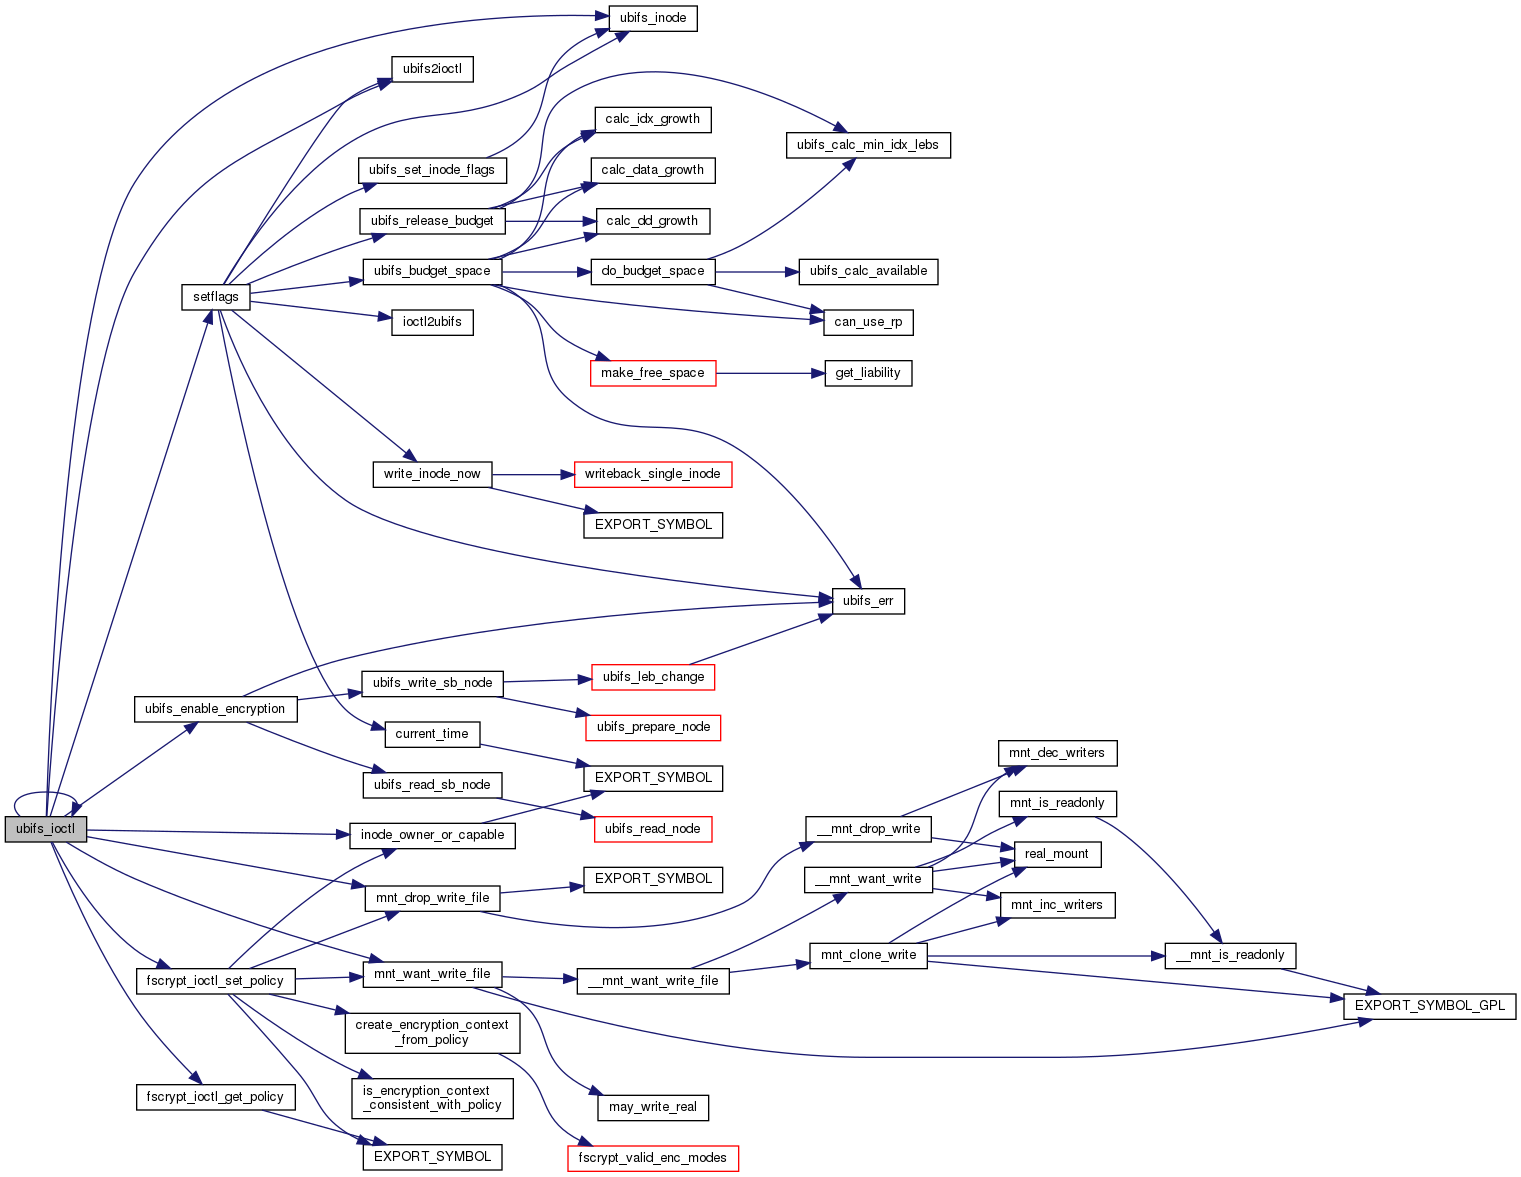 ubifs_inode
ubifs2ioctl
calc_idx_growth
ubifs_calc_min_idx_lebs
ubifs_set_inode_flags
calc_data_growth
ubifs_release_budget
calc_dd_growth
ubifs_budget_space
do_budget_space
ubifs_calc_available
setflags
ioctl2ubifs
can_use_rp
make_free_space
get_liability
write_inode_now
writeback_single_inode
EXPORT_SYMBOL
ubifs_err
ubifs_write_sb_node
ubifs_leb_change
ubifs_enable_encryption
ubifs_prepare_node
current_time
mnt_dec_writers
ubifs_read_sb_node
EXPORT_SYMBOL
mnt_is_readonly
ubifs_ioctl
inode_owner_or_capable
ubifs_read_node
__mnt_drop_write
real_mount
mnt_drop_write_file
EXPORT_SYMBOL
__mnt_want_write
mnt_inc_writers
fscrypt_ioctl_set_policy
mnt_want_write_file
__mnt_want_write_file
mnt_clone_write
__mnt_is_readonly
EXPORT_SYMBOL_GPL
create_encryption_context
_from_policy
fscrypt_ioctl_get_policy
is_encryption_context
_consistent_with_policy
may_write_real
EXPORT_SYMBOL
fscrypt_valid_enc_modes